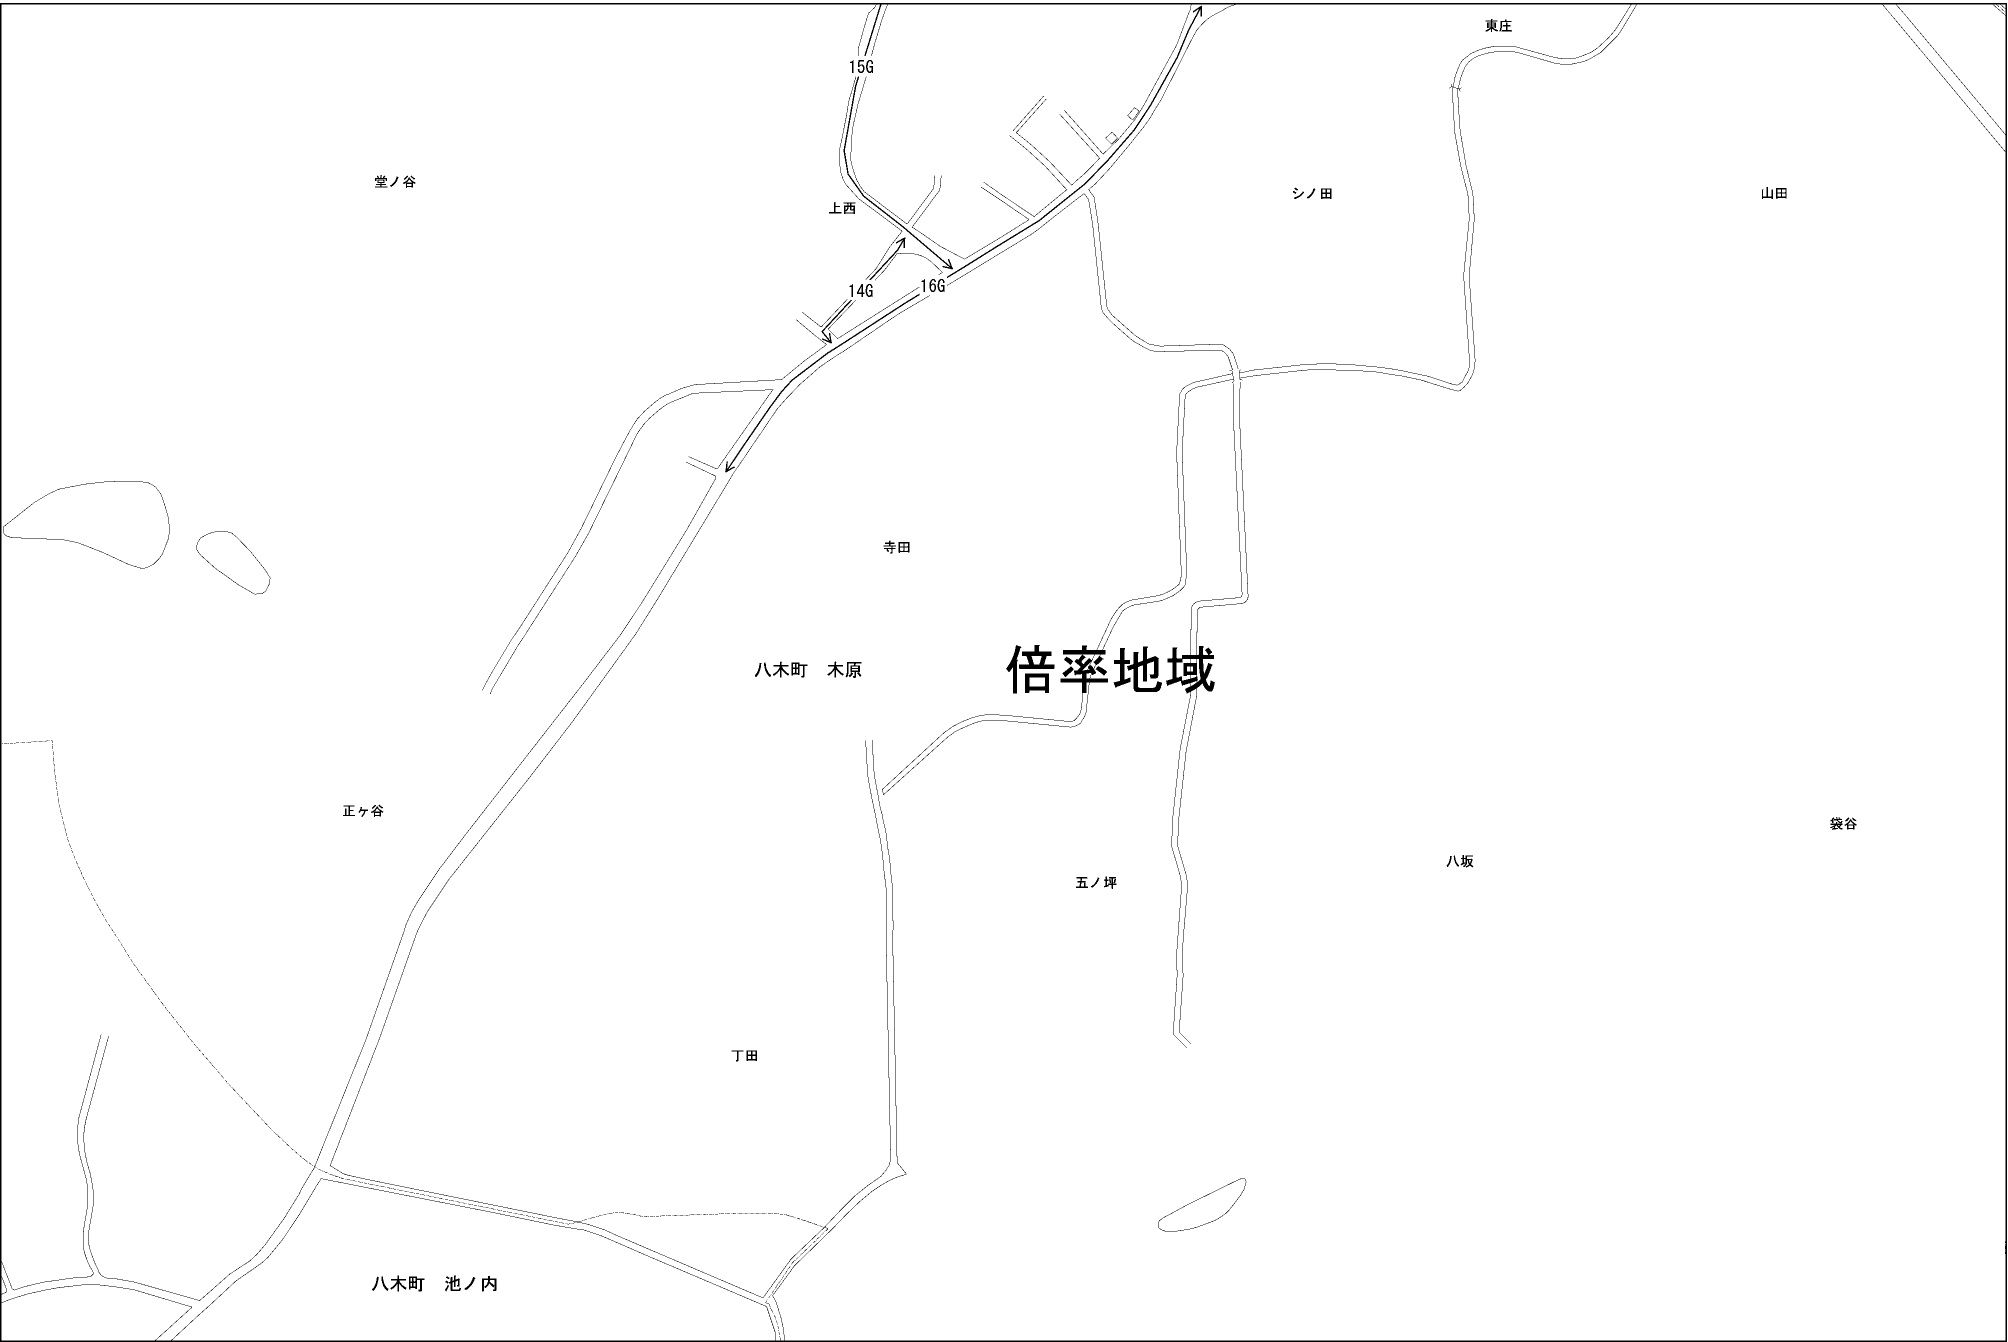 東庄
15G
堂ノ谷
上西
シノ田
山田
14G
16G
寺田
八木町　木原
倍率地域
正ヶ谷
袋谷
八坂
五ノ坪
丁田
八木町　池ノ内